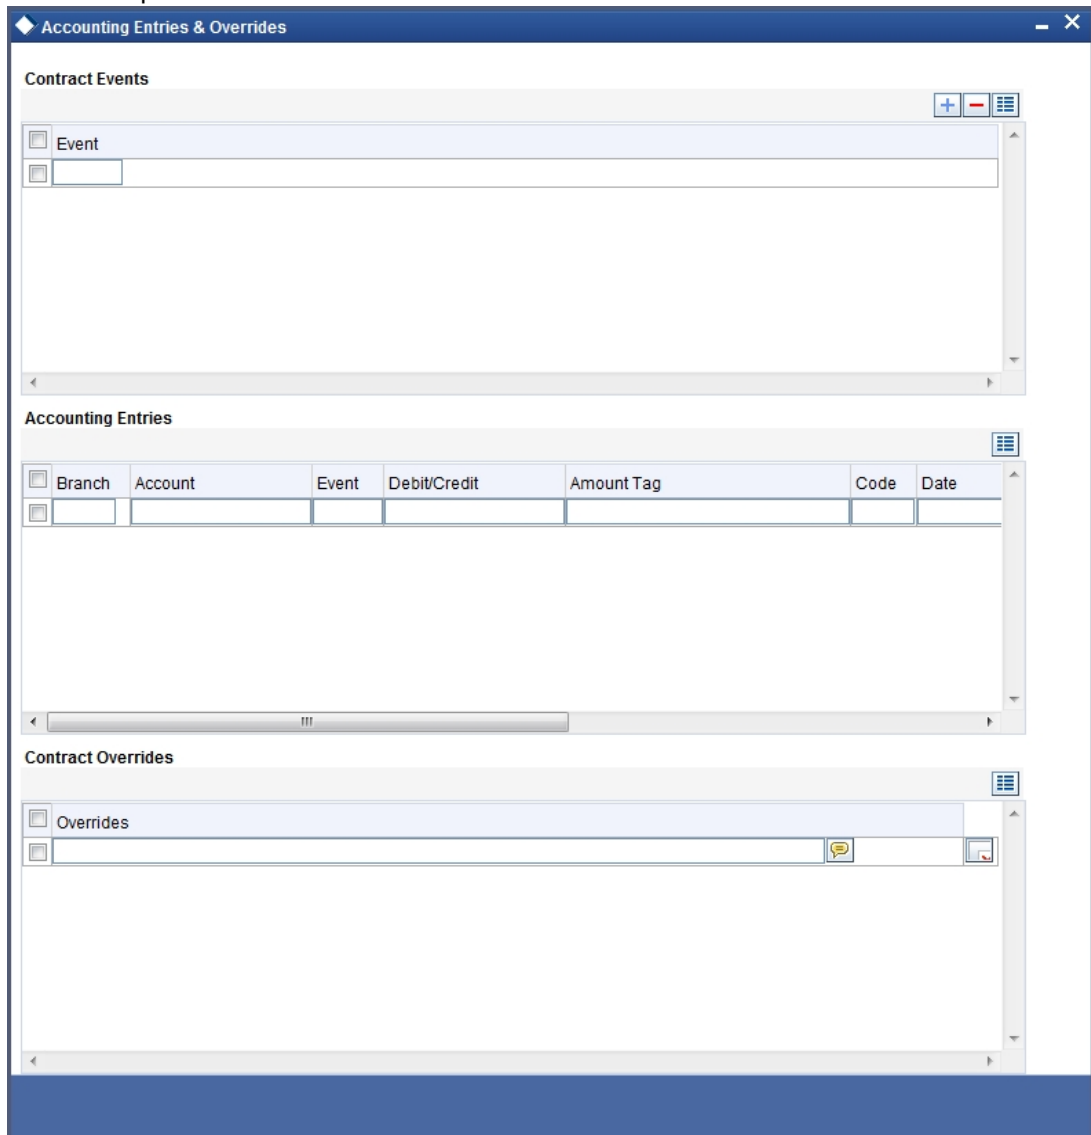 Accounting Entries & Overrides
Contract Events
Event
Accounting Entries
Branch Account Event Debit/Credit Amount Tag Code Date
Contract Overrides
Overrides